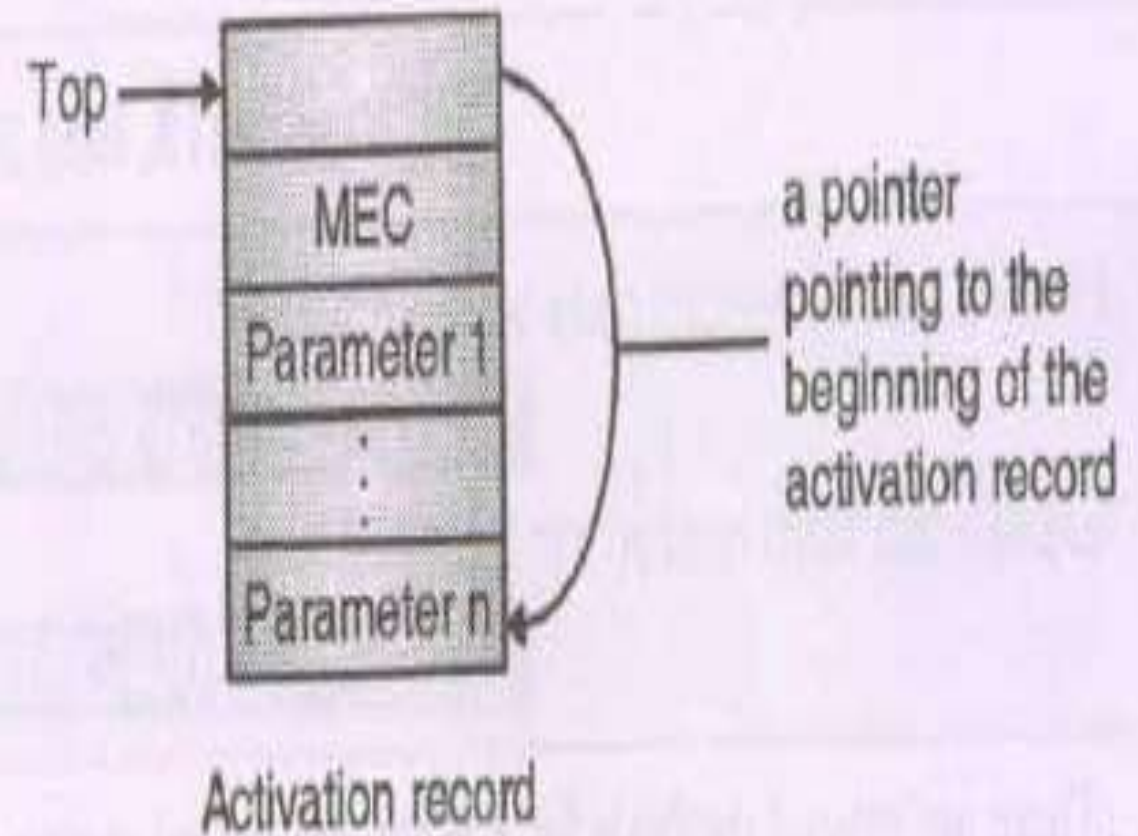 Top
MEC
Parameter 1
.
.
.
Parameter n
a pointer
pointing to the
beginning of the
activation record
Activation record